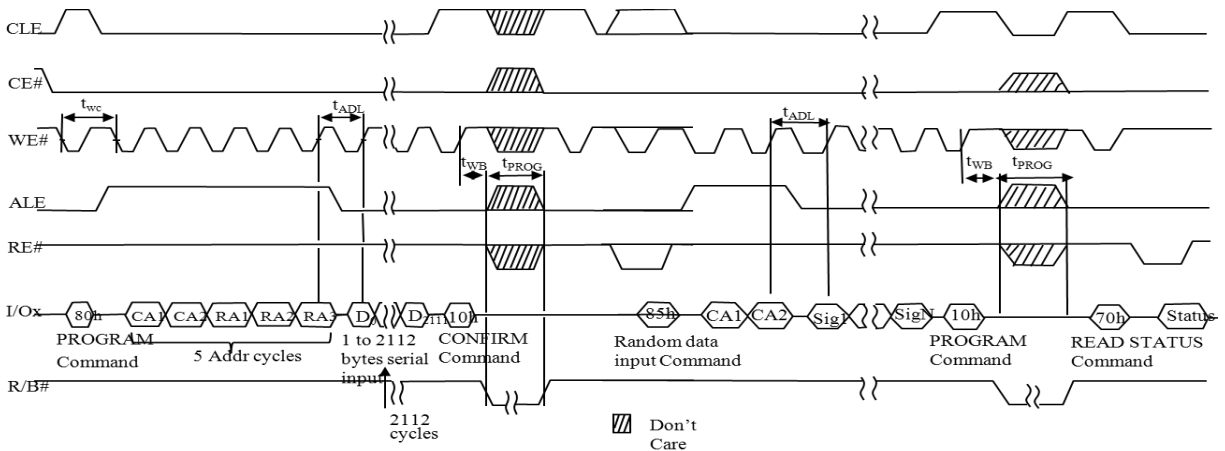 CLE
CE#
twc
tADL
tADL
WE#
tWB
tPROG
tWB
tPROG
ALE
RE#
I/Ox
80h
CA1
CA2
RA1
RA2
RA3
D0
D2111
10h
85h
CA1
CA2
Sig1
SigN
10h
70h
Status
PROGRAM
Command
5 Addr cycles
1 to 2112
bytes serial
input
CONFIRM
Command
Random data
input Command
PROGRAM
Command
READ STATUS
Command
R/B#
2112
cycles
Don't
Care